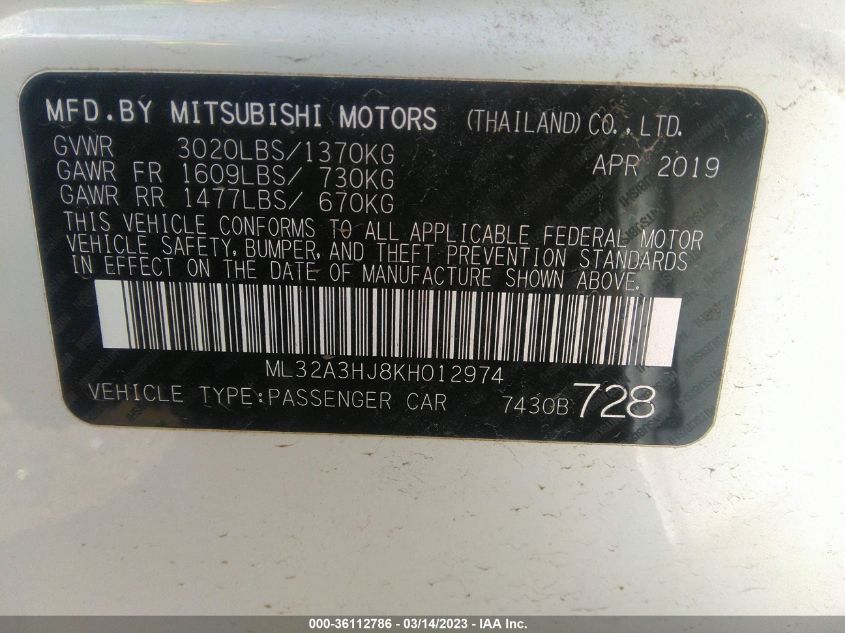 MFD.BY MITSUBISHI MOTORS (THAILAND) CO., LTD.
GVWR 3020LBS/1370KG APR 2019
GAWR FR 1609LBS/ 730KG
GAWR RR 1477LBS/ 670KG
THIS VEHICLE CONFORMS TO ALL APPLICABLE FEDERAL MOTOR
VEHICLE SAFETY, BUMPER, AND THEFT PREVENTION STANDARDS
IN EFFECT ON THE DATE OF MANUFACTURE SHOWN ABOVE.
ML32A3HJ8KH012974
VEHICLE TYPE:PASSENGER CAR 7430B 728
000-36112786 - 03/14/2023 - IAA Inc.